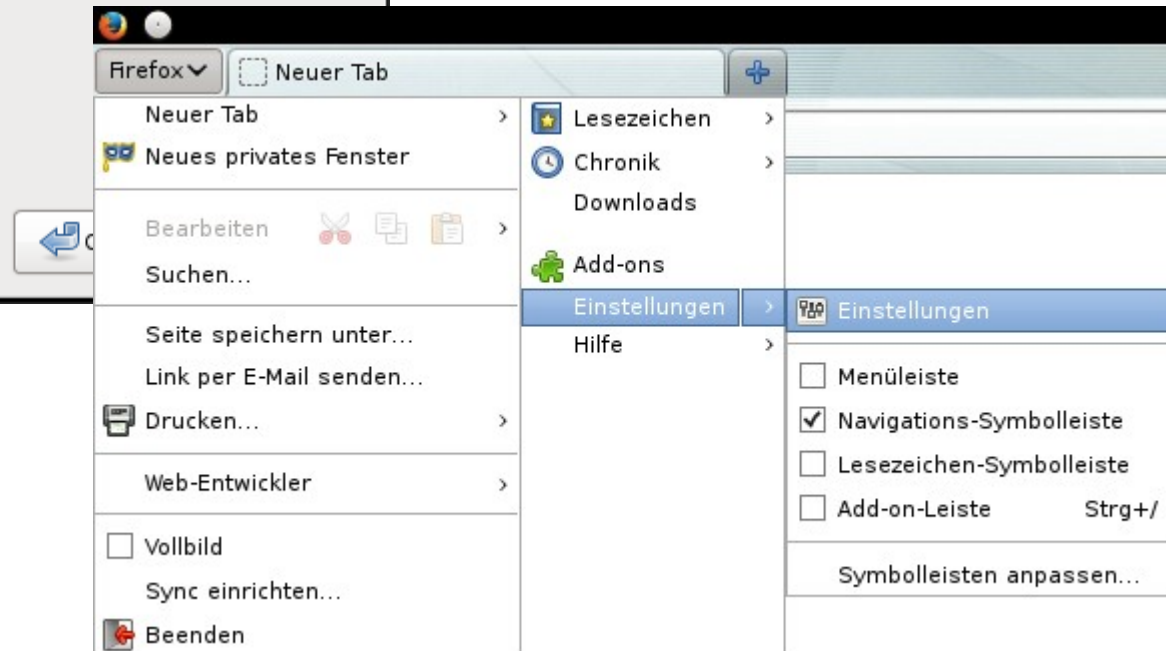 Firefox
Neuer Tab
Neuer Tab
Neues privates Fenster
Bearbeiten
Suchen...
Seite speichern unter...
Link per E-Mail senden...
Drucken...
Web-Entwickler
Vollbild
Sync einrichten...
Beenden
Lesezeichen
Chronik
Downloads
Add-ons
Einstellungen
Hilfe
Einstellungen
Menüleiste
Navigations-Symbolleiste
Lesezeichen-Symbolleiste
Add-on-Leiste Strg+/
Symbolleisten anpassen...